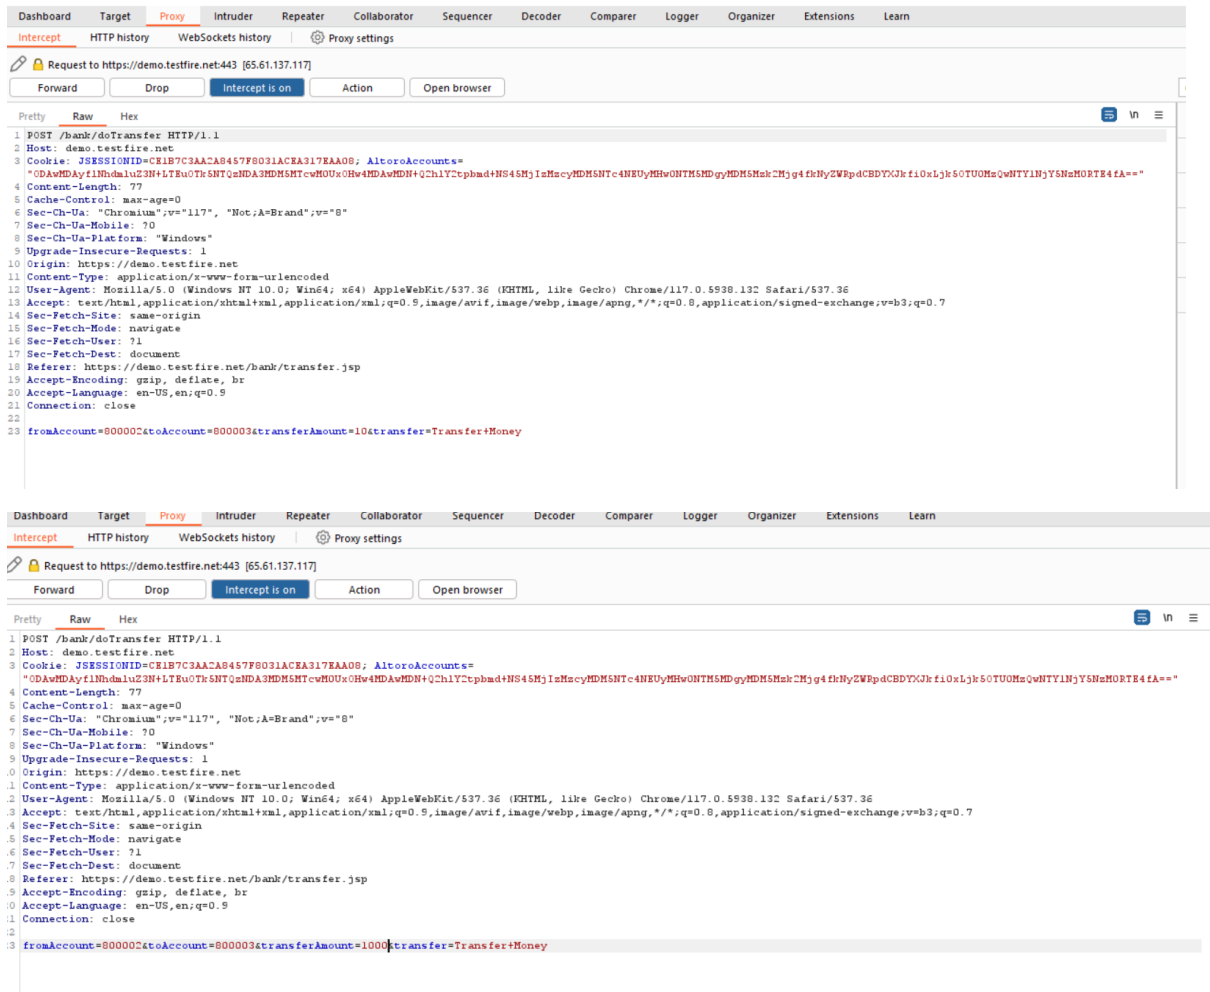 Dashboard Target Proxy Intruder Repeater Collaborator Sequencer Decoder Comparer Logger Organizer Extensions Learn
Intercept HTTP history WebSockets history Proxy settings
Request to https://demo.testfire.net:443 [65.61.137.117]
Forward Drop Intercept is on Action Open browser
Pretty Raw Hex \n
1 POST /bank/doTransfer HTTP/1.1
2 Host: demo.testfire.net
3 Cookie: JSESSIONID=CE1B7C3AA2A8457F8031ACEA317EAA08; AltoroAccounts=
4 Content-Length: 77
5 Cache-Control: max-age=0
6 Sec-Ch-Ua: "Chromium";v="117", "Not;A=Brand";v="8"
7 Sec-Ch-Ua-Mobile: ?0
8 Sec-Ch-Ua-Platform: "Windows"
9 Upgrade-Insecure-Requests: 1
10 Origin: https://demo.testfire.net
11 Content-Type: application/x-www-form-urlencoded
12 User-Agent: Mozilla/5.0 (Windows NT 10.0; Win64; x64) AppleWebKit/537.36 (KHTML, like Gecko) Chrome/117.0.5938.132 Safari/537.36
13 Accept: text/html,application/xhtml+xml,application/xml;q=0.9,image/avif,image/webp,image/apng,*/*;q=0.8,application/signed-exchange;v=b3;q=0.7
14 Sec-Fetch-Site: same-origin
15 Sec-Fetch-Mode: navigate
16 Sec-Fetch-User: ?1
17 Sec-Fetch-Dest: document
18 Referer: https://demo.testfire.net/bank/transfer.jsp
19 Accept-Encoding: gzip, deflate, br
20 Accept-Language: en-US,en;q=0.9
21 Connection: close
22
23 fromAccount=800002&toAccount=800003&transferAmount=10&transfer=Transfer+Money
Dashboard Target Proxy Intruder Repeater Collaborator Sequencer Decoder Comparer Logger Organizer Extensions Learn
Intercept HTTP history WebSockets history Proxy settings
Request to https://demo.testfire.net:443 [65.61.137.117]
Forward Drop Intercept is on Action Open browser
Pretty Raw Hex \n
1 POST /bank/doTransfer HTTP/1.1
2 Host: demo.testfire.net
3 Cookie: JSESSIONID=CE1B7C3AA2A8457F8031ACEA317EAA08; AltoroAccounts=
4 Content-Length: 77
5 Cache-Control: max-age=0
6 Sec-Ch-Ua: "Chromium";v="117", "Not;A=Brand";v="8"
7 Sec-Ch-Ua-Mobile: ?0
8 Sec-Ch-Ua-Platform: "Windows"
9 Upgrade-Insecure-Requests: 1
0 Origin: https://demo.testfire.net
1 Content-Type: application/x-www-form-urlencoded
2 User-Agent: Mozilla/5.0 (Windows NT 10.0; Win64; x64) AppleWebKit/537.36 (KHTML, like Gecko) Chrome/117.0.5938.132 Safari/537.36
3 Accept: text/html,application/xhtml+xml,application/xml;q=0.9,image/avif,image/webp,image/apng,*/*;q=0.8,application/signed-exchange;v=b3;q=0.7
4 Sec-Fetch-Site: same-origin
5 Sec-Fetch-Mode: navigate
6 Sec-Fetch-User: ?1
7 Sec-Fetch-Dest: document
8 Referer: https://demo.testfire.net/bank/transfer.jsp
9 Accept-Encoding: gzip, deflate, br
0 Accept-Language: en-US,en;q=0.9
1 Connection: close
2
3 fromAccount=800002&toAccount=800003&transferAmount=1000&transfer=Transfer+Money